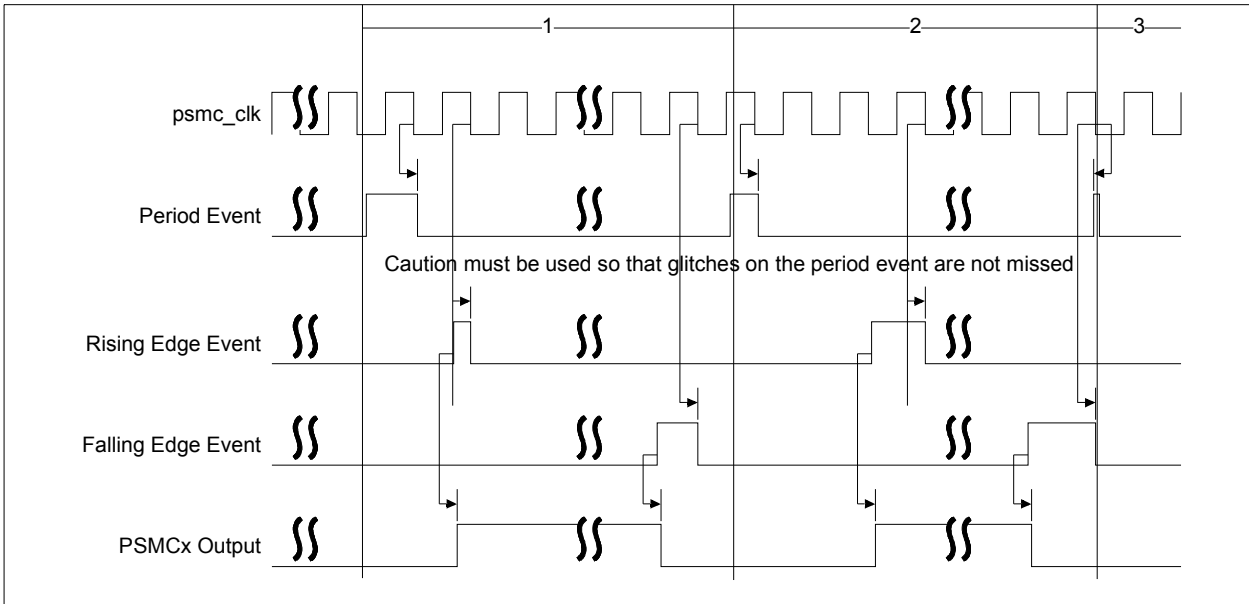 1
2
3
psmc_clk
Period Event
Caution must be used so that glitches on the period event are not missed
Rising Edge Event
Falling Edge Event
PSMCx Output